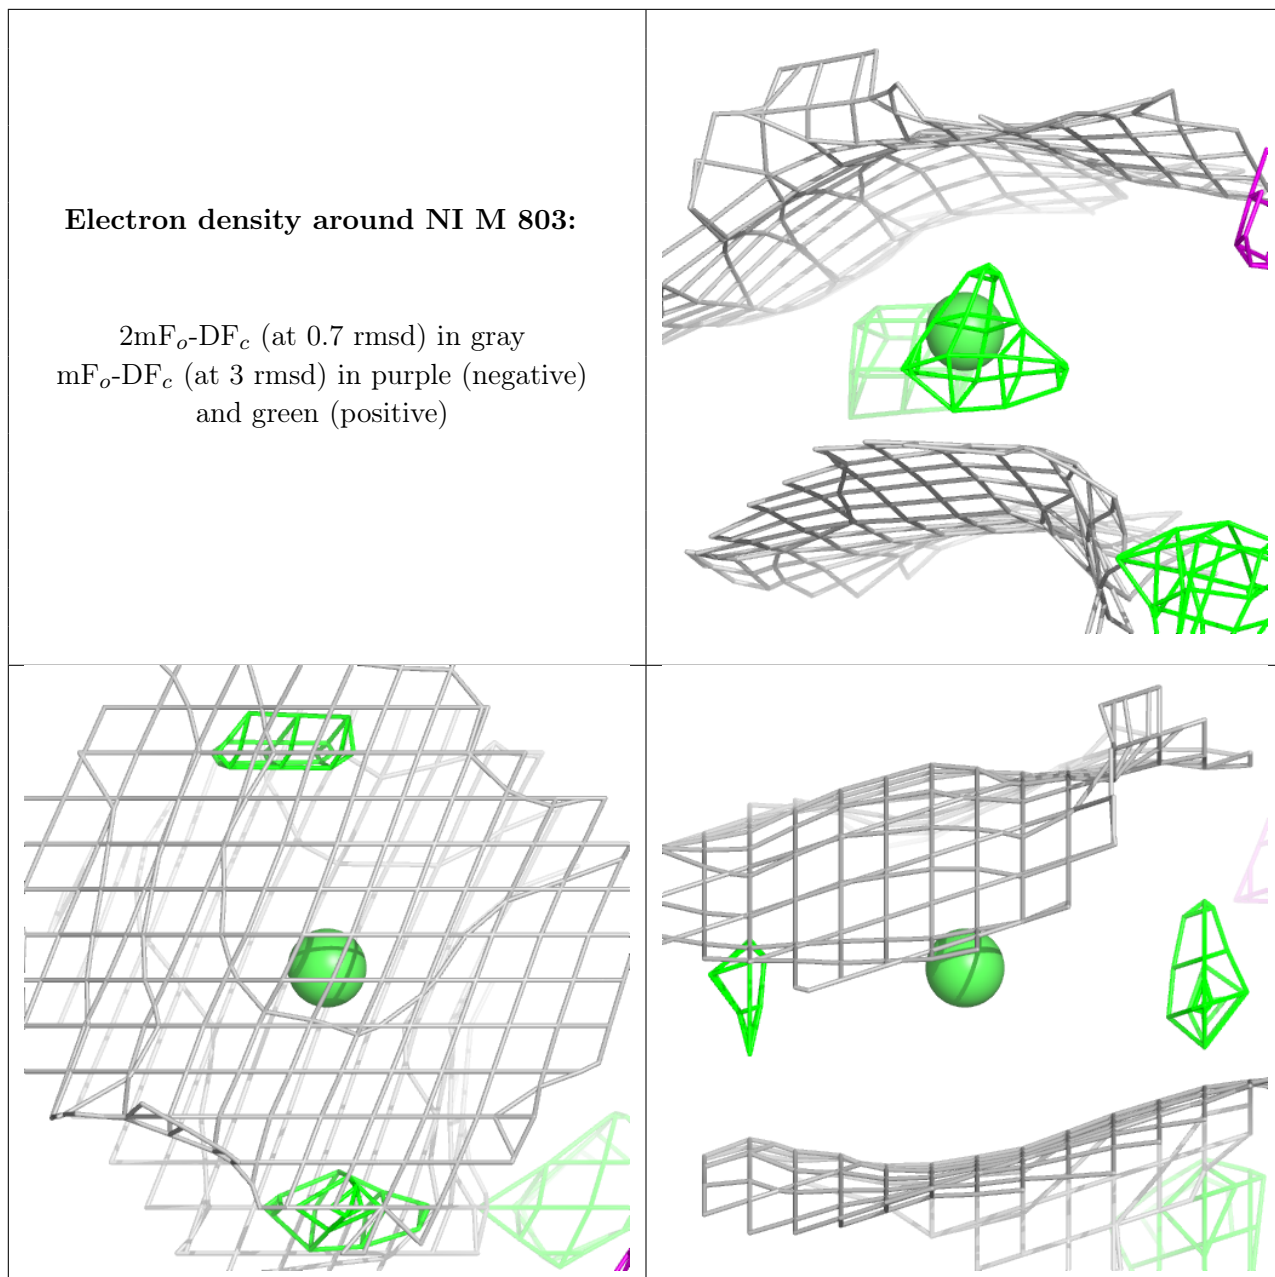 Electron density around NI M 803:
2mFo-DFc (at 0.7 rmsd) in gray
mFo-DFc (at 3 rmsd) in purple (negative)
and green (positive)